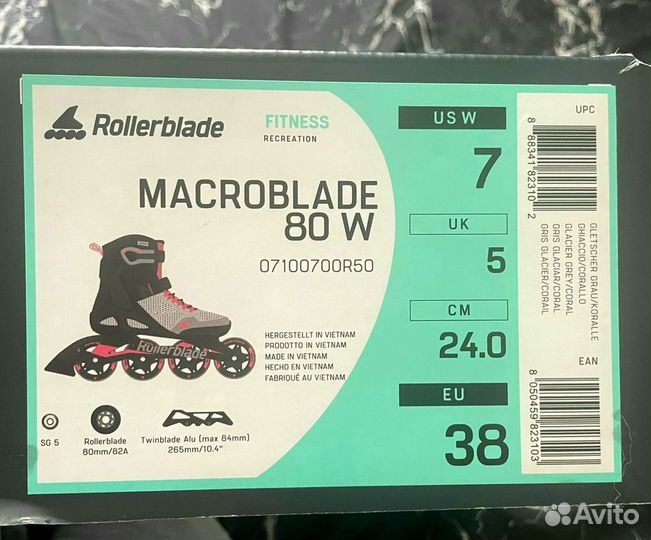 Rollerblade
FITNESS
RECREATION
MACROBLADE
80 W
07100700R50
Rollerblade
HERGESTELLT IN VIETNAM
PRODOTTO IN VIETNAM
MADE IN VIETNAM
HECHO EN VIETNAM
FABRIQUÉ AU VIETNAM
SG 5
Rollerblade
80mm/82A
Twinblade Alu (max 84mm)
265mm/10.4"
US W
7
UK
5
CM
24.0
EU
38
UPC
8 88341 82310 2
GLETSCHER GRAU/KORALLE
GHIACCIO/CORALLO
GLACIER GREY/CORAL
GRIS GLACIAR/CORAL
GRIS GLACIER/CORAIL
EAN
8 050459 823103
Avito